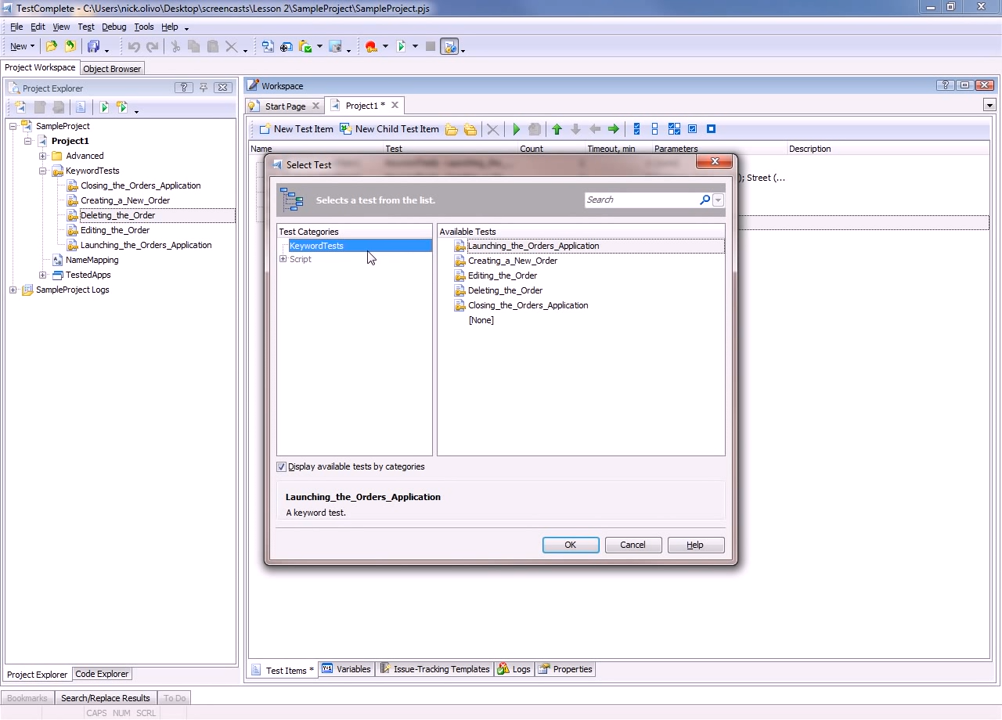 TestComplete - C:\Users\nick.olivo\Desktop\screencasts\Lesson 2\SampleProject\SampleProject.pjs
File Edit View Test Debug Tools Help
New
Project Workspace Object Browser
Project Explorer
SampleProject
Project1
Advanced
KeywordTests
Closing_the_Orders_Application
Creating_a_New_Order
Deleting_the_Order
Editing_the_Order
Launching_the_Orders_Application
NameMapping
TestedApps
SampleProject Logs
Project Explorer Code Explorer
Workspace
Start Page Project1 *
New Test Item New Child Test Item
Name Test Count Timeout, min Parameters Description
); Street (...
Select Test
Selects a test from the list.
Search
Test Categories
KeywordTests
Script
Available Tests
Launching_the_Orders_Application
Creating_a_New_Order
Editing_the_Order
Deleting_the_Order
Closing_the_Orders_Application
[None]
Display available tests by categories
Launching_the_Orders_Application
A keyword test.
OK Cancel Help
Test Items * Variables Issue-Tracking Templates Logs Properties
Bookmarks Search/Replace Results To Do
CAPS NUM SCRL